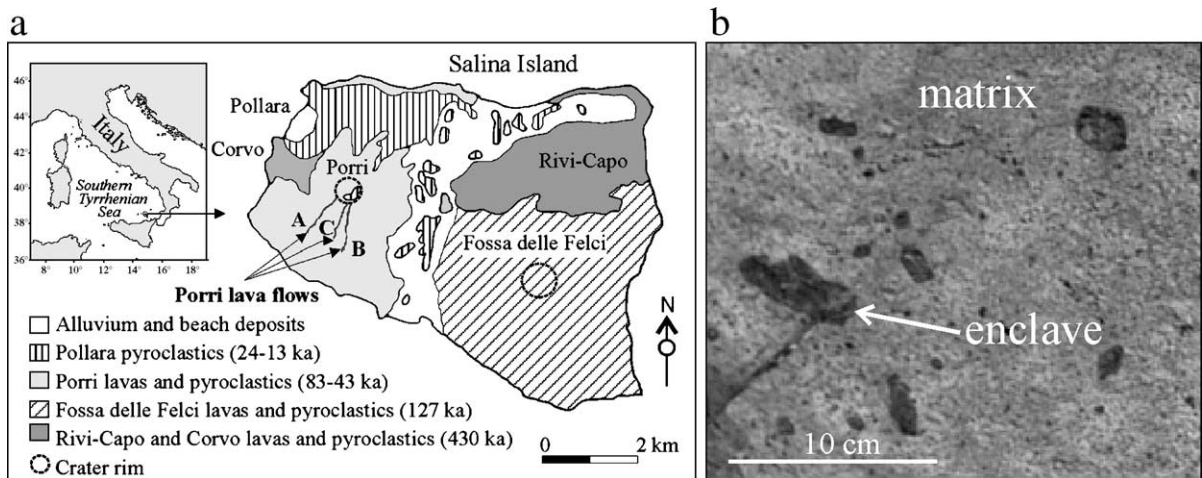 a
Salina Island
46°
44°
42°
40°
38°
36°
8°
10°
12°
14°
16°
18°
Italy
Southern
Tyrrhenian
Sea
Pollara
Corvo
Porri
Rivi-Capo
A
C
B
Fossa delle Felci
Porri lava flows
Alluvium and beach deposits
Pollara pyroclastics (24-13 ka)
Porri lavas and pyroclastics (83-43 ka)
Fossa delle Felci lavas and pyroclastics (127 ka)
Rivi-Capo and Corvo lavas and pyroclastics (430 ka)
Crater rim
N
0 2 km
b
matrix
enclave
10 cm